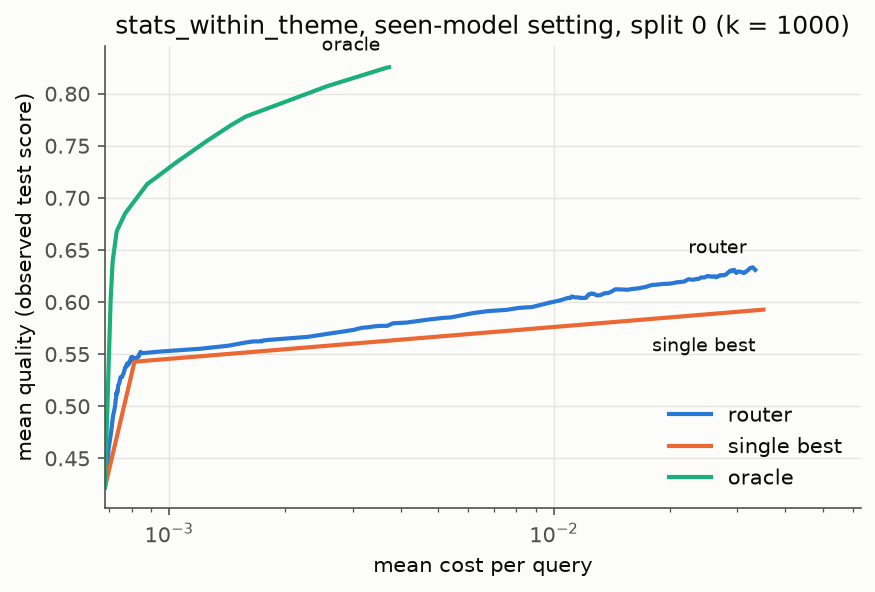 stats_within_theme, seen-model setting, split 0 (k = 1000)
oracle
0.80
0.75
0.70
0.65
0.60
0.55
0.50
0.45
mean quality (observed test score)
router
single best
router
single best
oracle
10⁻³
10⁻²
mean cost per query